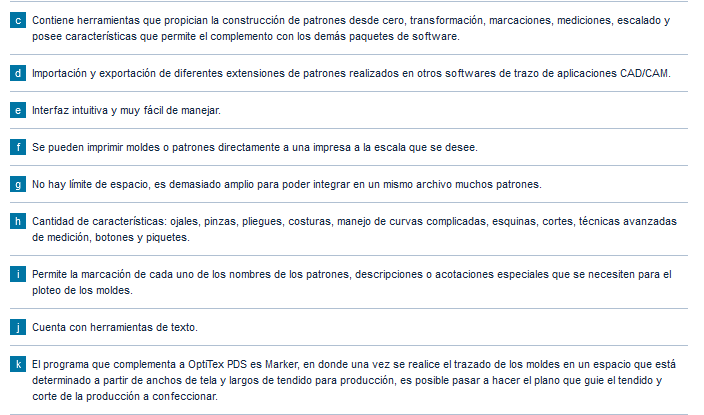 c Contiene herramientas que propician la construcción de patrones desde cero, transformación, marcaciones, mediciones, escalado y
posee características que permite el complemento con los demás paquetes de software.
d Importación y exportación de diferentes extensiones de patrones realizados en otros softwares de trazo de aplicaciones CAD/CAM.
e Interfaz intuitiva y muy fácil de manejar.
f Se pueden imprimir moldes o patrones directamente a una impresa a la escala que se desee.
g No hay límite de espacio, es demasiado amplio para poder integrar en un mismo archivo muchos patrones.
h Cantidad de características: ojales, pinzas, pliegues, costuras, manejo de curvas complicadas, esquinas, cortes, técnicas avanzadas
de medición, botones y piquetes.
i Permite la marcación de cada uno de los nombres de los patrones, descripciones o acotaciones especiales que se necesiten para el
ploteo de los moldes.
j Cuenta con herramientas de texto.
k El programa que complementa a OptiTex PDS es Marker, en donde una vez se realice el trazado de los moldes en un espacio que está
determinado a partir de anchos de tela y largos de tendido para producción, es posible pasar a hacer el plano que guie el tendido y
corte de la producción a confeccionar.